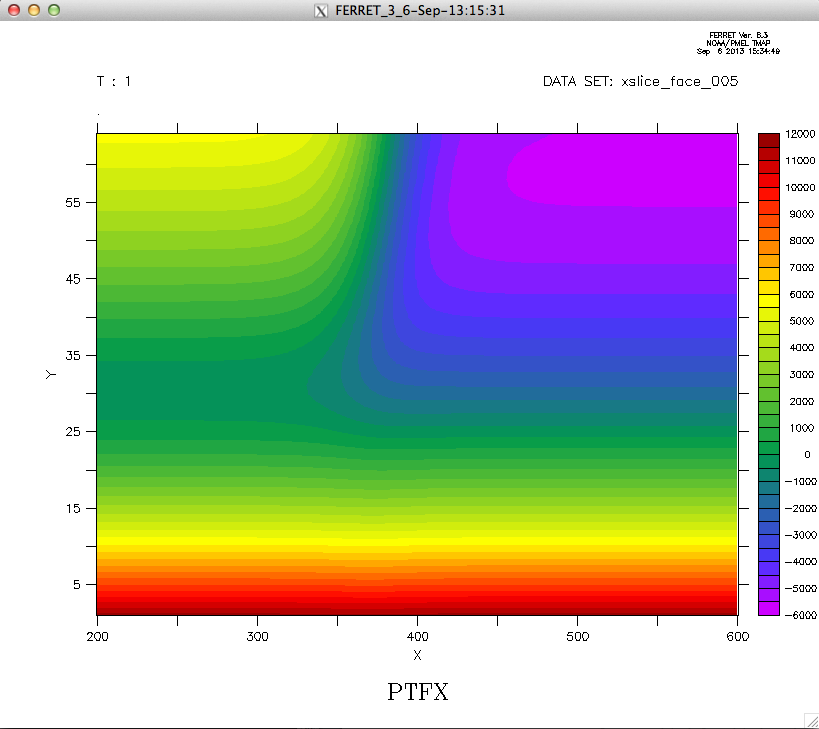 FERRET_3_6-Sep-13:15:31
FERRET Ver. 6.3
NOAA/PMEL TMAP
Sep 6 2013 15:34:49
T : 1
DATA SET: xslice_face_005
55
45
35
25
15
5
Y
200 300 400 500 600
X
12000
11000
10000
9000
8000
7000
6000
5000
4000
3000
2000
1000
0
-1000
-2000
-3000
-4000
-5000
-6000
PTFX